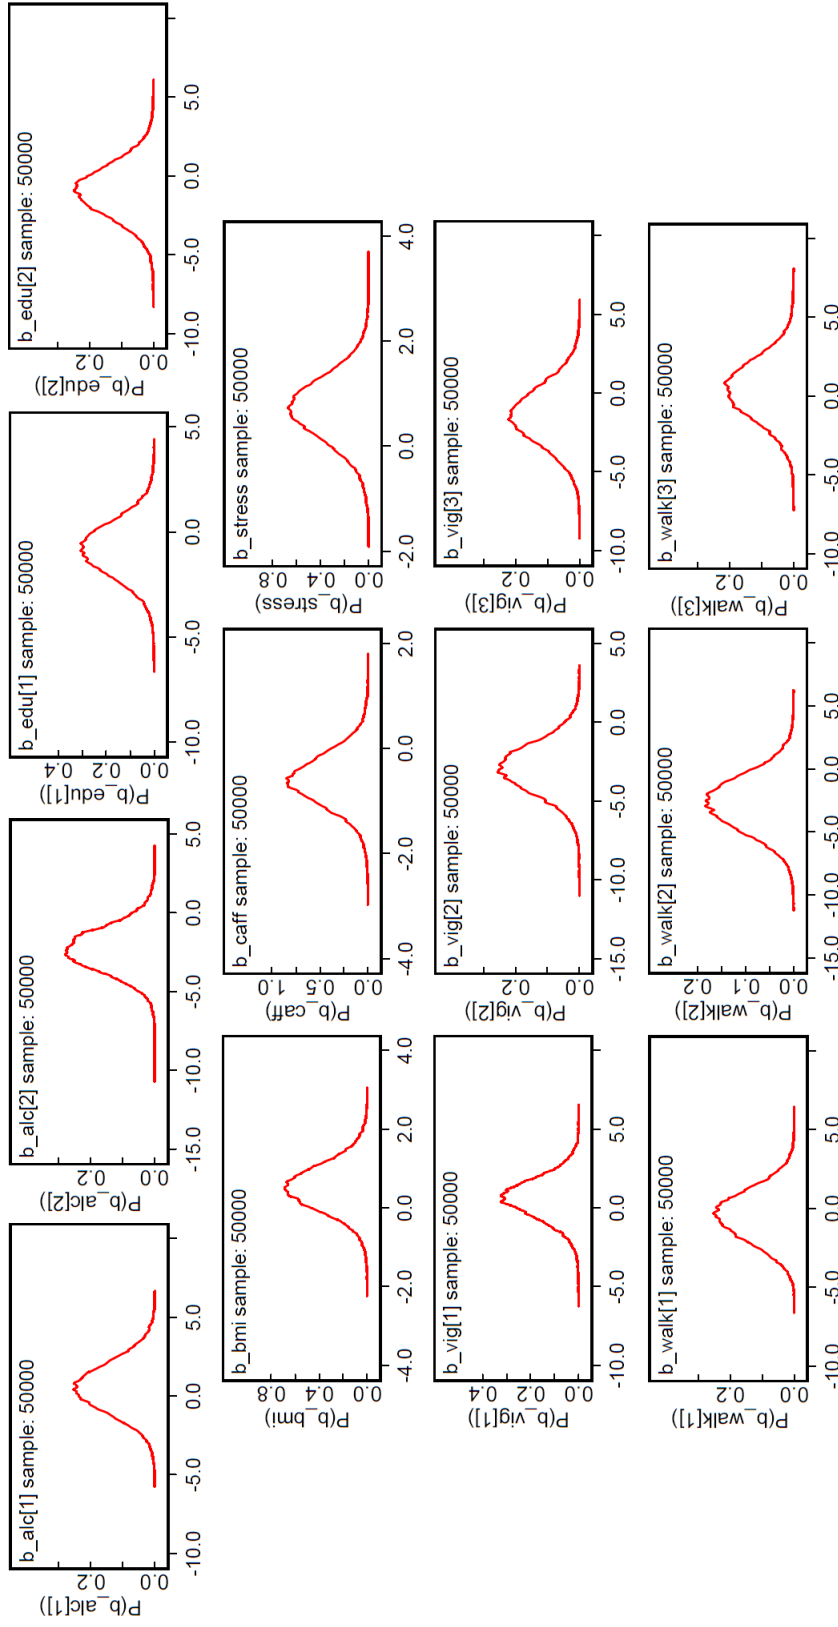 b_alc[1] sample: 50000
P(b_alc[1])
0.2
0.0
-10.0 -5.0 0.0 5.0
b_alc[2] sample: 50000
P(b_alc[2])
0.2
0.0
-15.0 -10.0 -5.0 0.0 5.0
b_edu[1] sample: 50000
P(b_edu[1])
0.4
0.2
0.0
-10.0 -5.0 0.0 5.0
b_edu[2] sample: 50000
P(b_edu[2])
0.2
0.0
-10.0 -5.0 0.0 5.0
b_bmi sample: 50000
P(b_bmi)
0.8
0.4
0.0
-4.0 -2.0 0.0 2.0 4.0
b_caff sample: 50000
P(b_caff)
1.0
0.5
0.0
-4.0 -2.0 0.0 2.0
b_stress sample: 50000
P(b_stress)
0.8
0.4
0.0
-2.0 0.0 2.0 4.0
b_vig[1] sample: 50000
P(b_vig[1])
0.4
0.2
0.0
-10.0 -5.0 0.0 5.0
b_vig[2] sample: 50000
P(b_vig[2])
0.2
0.0
-15.0 -10.0 -5.0 0.0 5.0
b_vig[3] sample: 50000
P(b_vig[3])
0.2
0.0
-10.0 -5.0 0.0 5.0
b_walk[1] sample: 50000
P(b_walk[1])
0.2
0.0
-10.0 -5.0 0.0 5.0
b_walk[2] sample: 50000
P(b_walk[2])
0.2
0.1
0.0
-15.0 -10.0 -5.0 0.0 5.0
b_walk[3] sample: 50000
P(b_walk[3])
0.2
0.0
-10.0 -5.0 0.0 5.0